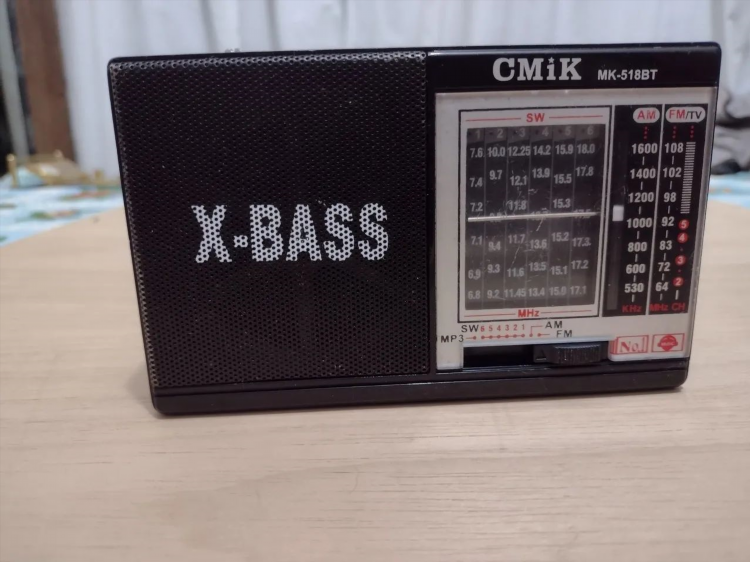 CMiK MK-518BT
X-BASS
SW
1 2 3 4 5 6
7.6 10.0 12.25 14.2 15.9 18.0
7.4 9.7 12.1 13.9 15.5 17.8
7.2 11.8 15.3
7.1 9.4 11.7 13.6 15.2 17.3
6.9 9.3 11.6 13.5 15.1 17.2
6.8 9.2 11.45 13.4 15.0 17.1
MHz
AM FM/TV
1600 108
1400 102
1200 98
1000 92 5
800 83 4
600 72 3
530 64 2
KHz MHz CH
SW 6 5 4 3 2 1 AM
MP3 FM
No.1